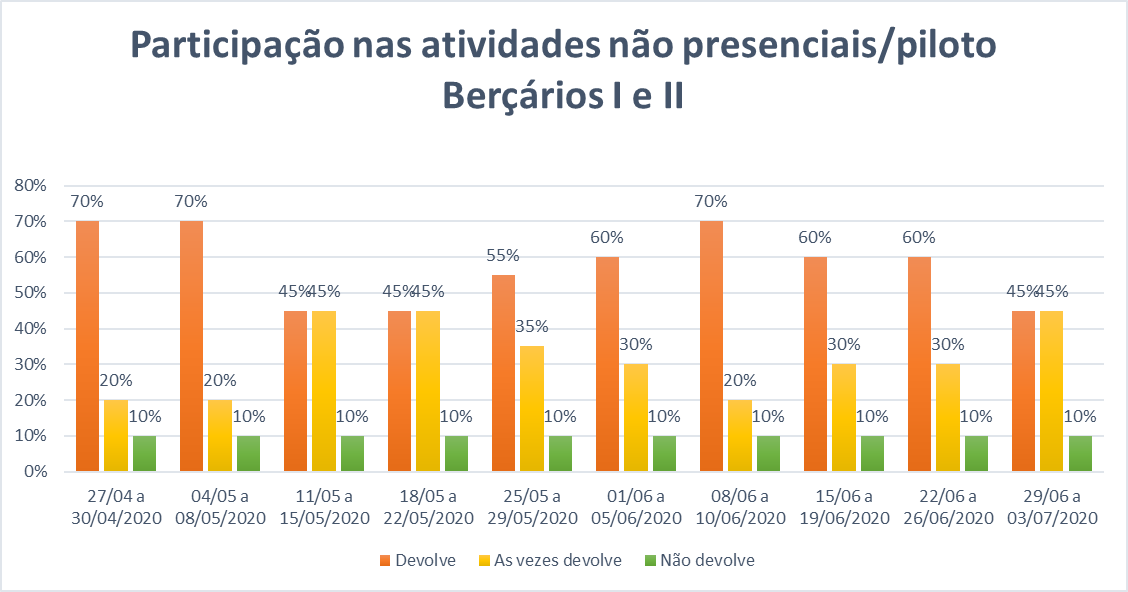 Participação nas atividades não presenciais/piloto
Berçários I e II
80%
70%
60%
50%
40%
30%
20%
10%
0%
70% 20% 10%
70% 20% 10%
45% 45% 10%
45% 45% 10%
55% 35% 10%
60% 30% 10%
70% 20% 10%
60% 30% 10%
60% 30% 10%
45% 45% 10%
27/04 a
30/04/2020
04/05 a
08/05/2020
11/05 a
15/05/2020
18/05 a
22/05/2020
25/05 a
29/05/2020
01/06 a
05/06/2020
08/06 a
10/06/2020
15/06 a
19/06/2020
22/06 a
26/06/2020
29/06 a
03/07/2020
Devolve As vezes devolve Não devolve